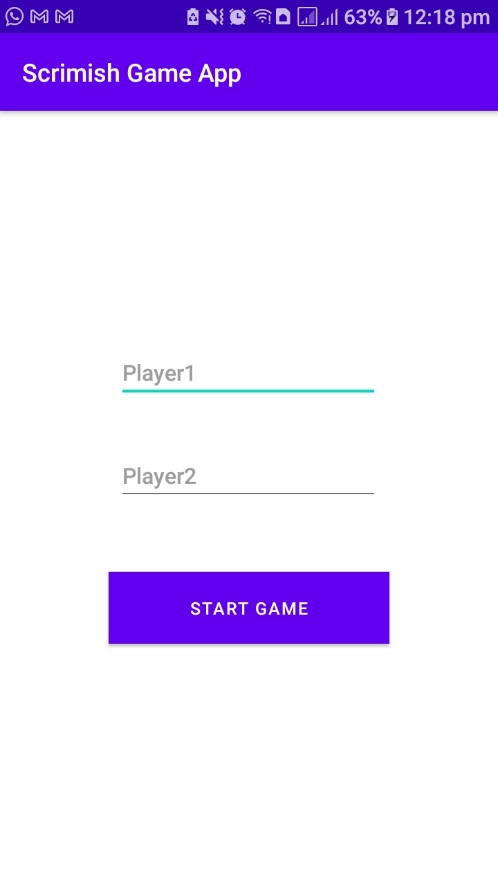 63% 12:18 pm
Scrimish Game App
Player1
Player2
START GAME